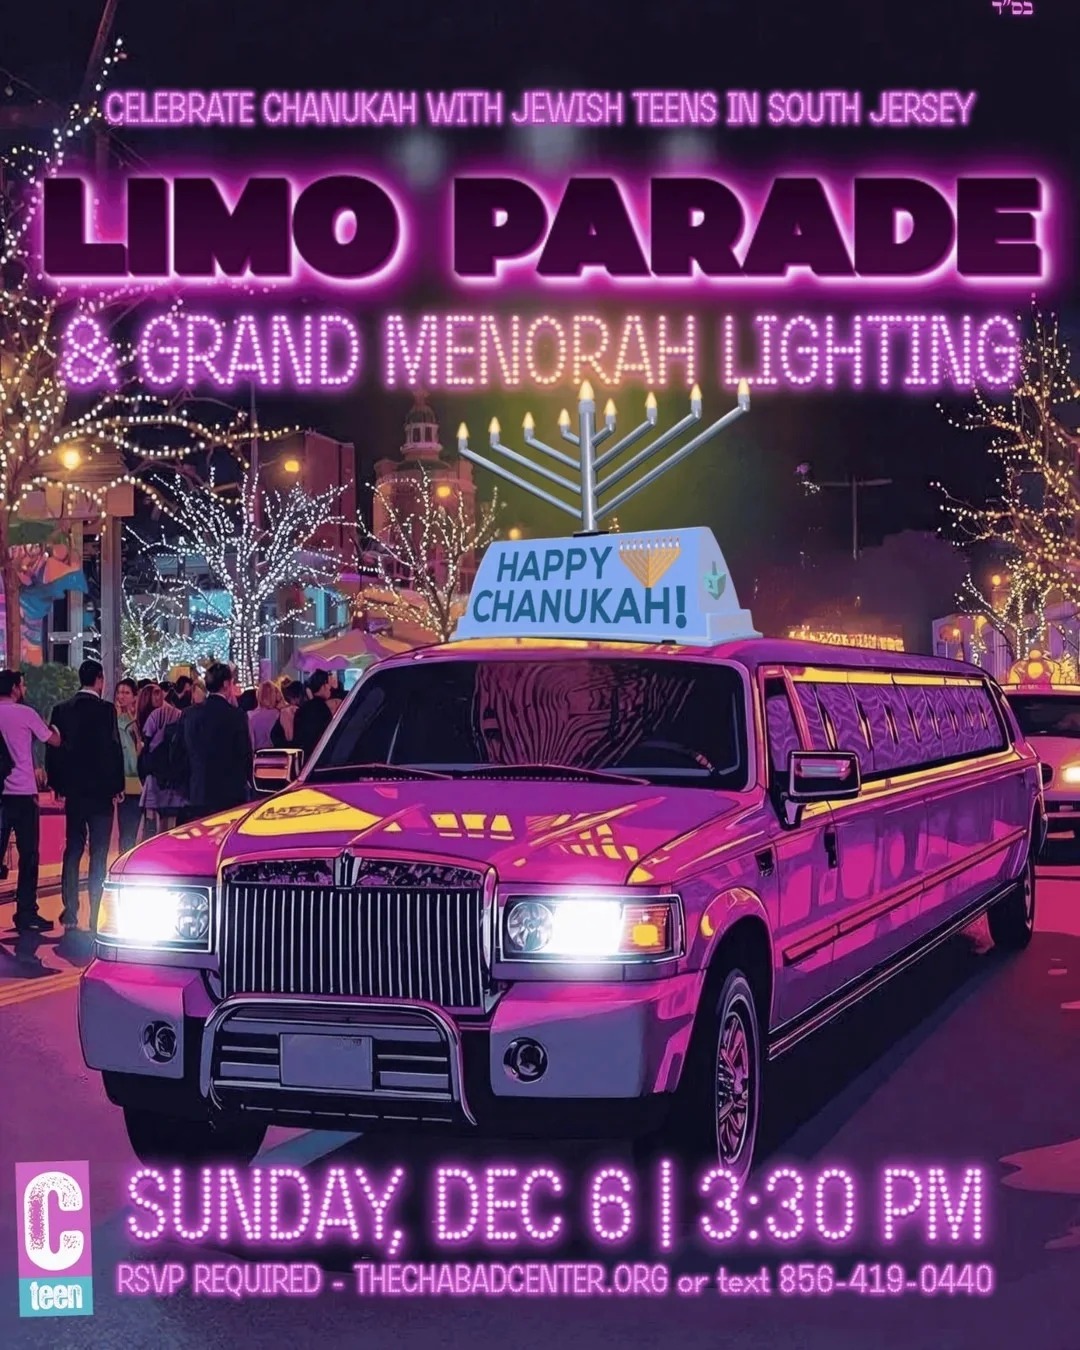 בס"ד
CELEBRATE CHANUKAH WITH JEWISH TEENS IN SOUTH JERSEY
LIMO PARADE
& GRAND MENORAH LIGHTING
HAPPY
CHANUKAH!
SUNDAY, DEC 6 | 3:30 PM
C
teen
RSVP REQUIRED - THECHABADCENTER.ORG or text 856-419-0440